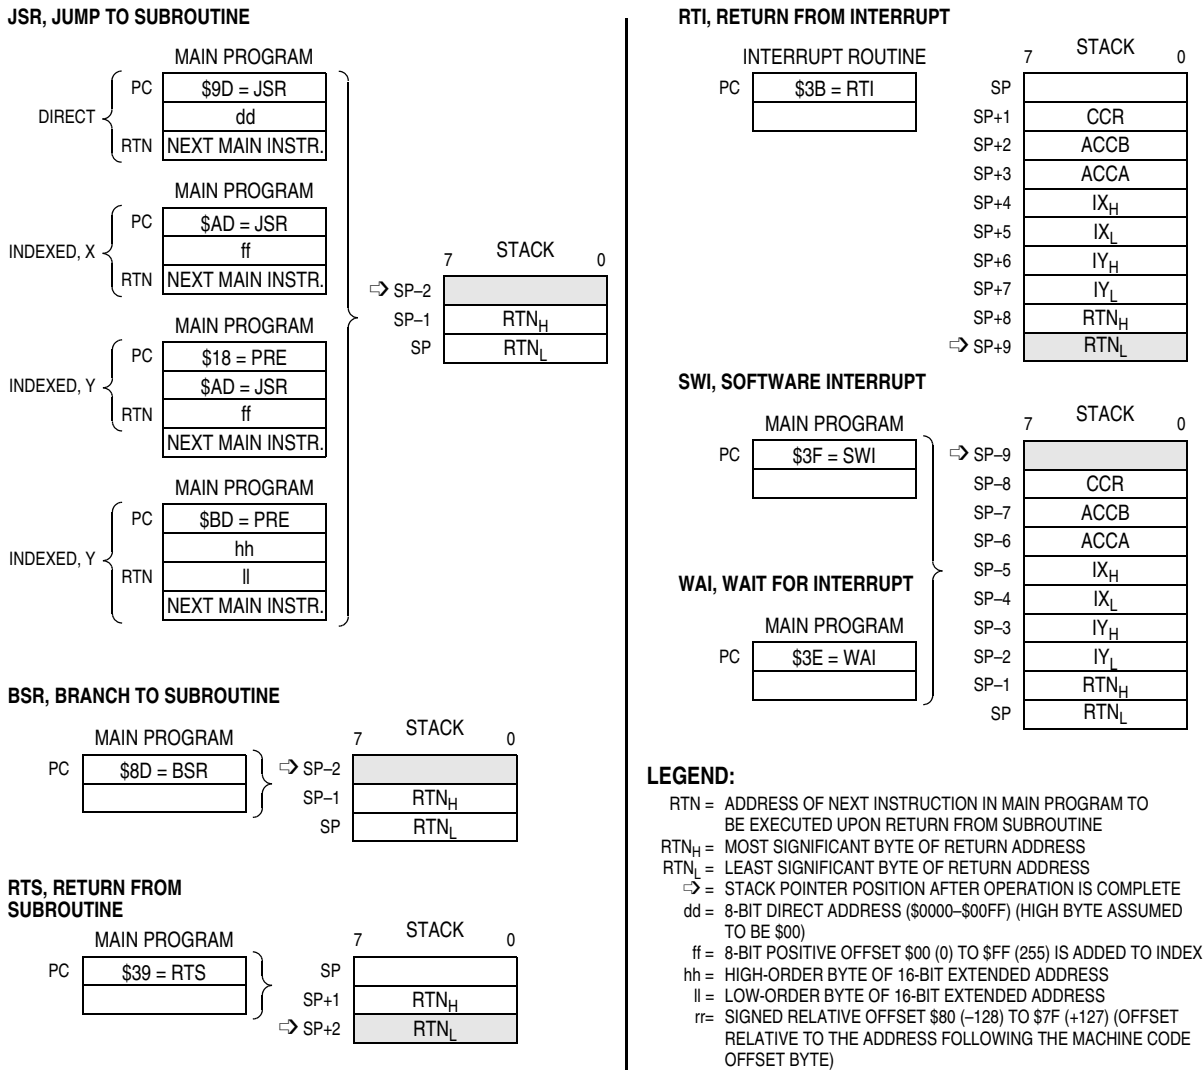 JSR, JUMP TO SUBROUTINE
MAIN PROGRAM
DIRECT
PC $9D = JSR
dd
RTN NEXT MAIN INSTR.
MAIN PROGRAM
INDEXED, X
PC $AD = JSR
ff
RTN NEXT MAIN INSTR.
MAIN PROGRAM
INDEXED, Y
PC $18 = PRE
$AD = JSR
RTN ff
NEXT MAIN INSTR.
MAIN PROGRAM
INDEXED, Y
PC $BD = PRE
hh
RTN ll
NEXT MAIN INSTR.
7 STACK 0
➩ SP–2
SP–1 RTNH
SP RTNL
BSR, BRANCH TO SUBROUTINE
MAIN PROGRAM
PC $8D = BSR
7 STACK 0
➩ SP–2
SP–1 RTNH
SP RTNL
RTS, RETURN FROM
SUBROUTINE
MAIN PROGRAM
PC $39 = RTS
7 STACK 0
SP
SP+1 RTNH
➩ SP+2 RTNL
RTI, RETURN FROM INTERRUPT
INTERRUPT ROUTINE
PC $3B = RTI
7 STACK 0
SP
SP+1 CCR
SP+2 ACCB
SP+3 ACCA
SP+4 IXH
SP+5 IXL
SP+6 IYH
SP+7 IYL
SP+8 RTNH
➩ SP+9 RTNL
SWI, SOFTWARE INTERRUPT
MAIN PROGRAM
PC $3F = SWI
WAI, WAIT FOR INTERRUPT
MAIN PROGRAM
PC $3E = WAI
7 STACK 0
➩ SP–9
SP–8 CCR
SP–7 ACCB
SP–6 ACCA
SP–5 IXH
SP–4 IXL
SP–3 IYH
SP–2 IYL
SP–1 RTNH
SP RTNL
LEGEND:
RTN = ADDRESS OF NEXT INSTRUCTION IN MAIN PROGRAM TO
BE EXECUTED UPON RETURN FROM SUBROUTINE
RTNH = MOST SIGNIFICANT BYTE OF RETURN ADDRESS
RTNL = LEAST SIGNIFICANT BYTE OF RETURN ADDRESS
➩ = STACK POINTER POSITION AFTER OPERATION IS COMPLETE
dd = 8-BIT DIRECT ADDRESS ($0000–$00FF) (HIGH BYTE ASSUMED
TO BE $00)
ff = 8-BIT POSITIVE OFFSET $00 (0) TO $FF (255) IS ADDED TO INDEX
hh = HIGH-ORDER BYTE OF 16-BIT EXTENDED ADDRESS
ll = LOW-ORDER BYTE OF 16-BIT EXTENDED ADDRESS
rr= SIGNED RELATIVE OFFSET $80 (–128) TO $7F (+127) (OFFSET
RELATIVE TO THE ADDRESS FOLLOWING THE MACHINE CODE
OFFSET BYTE)